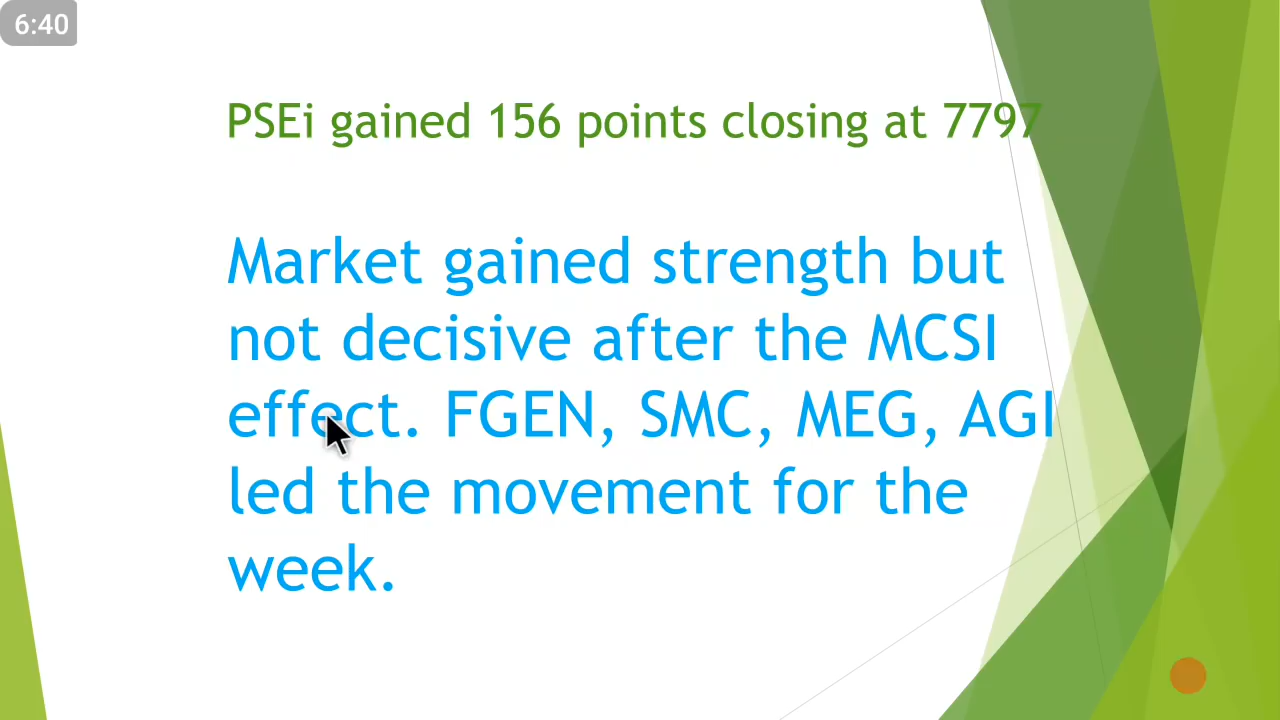 6:40
PSEi gained 156 points closing at 7797
Market gained strength but
not decisive after the MCSI
effect. FGEN, SMC, MEG, AGI
led the movement for the
week.